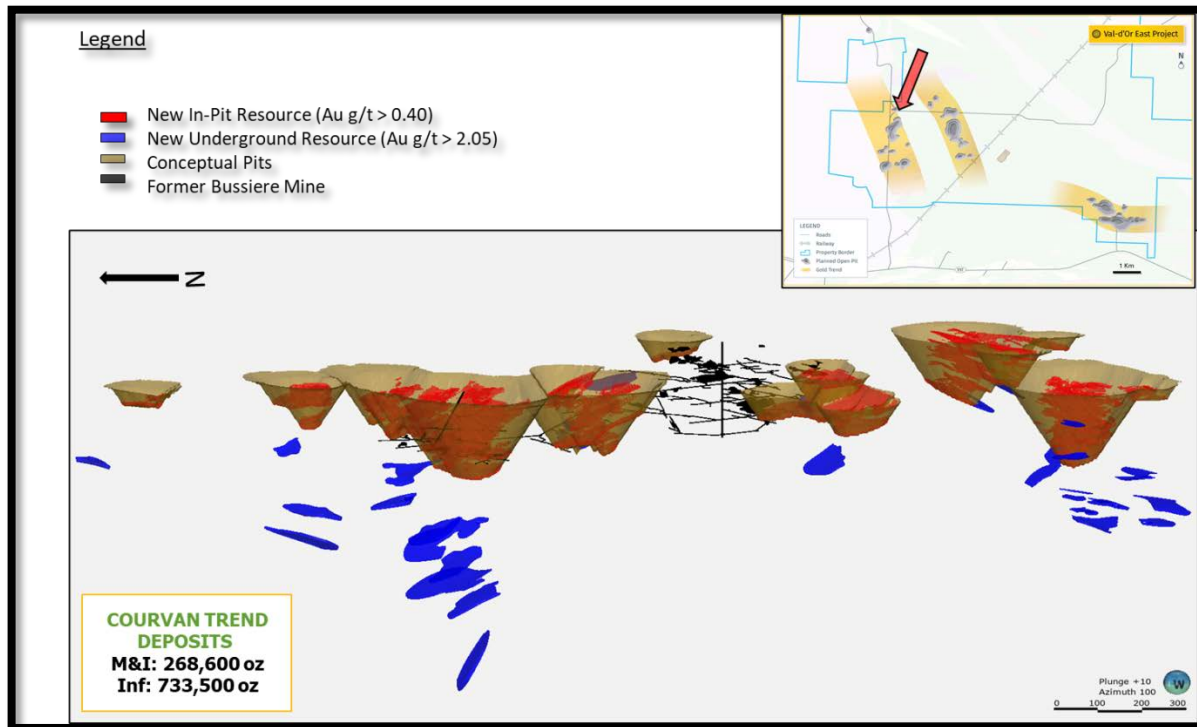 Legend
New In-Pit Resource (Au g/t > 0.40)
New Underground Resource (Au g/t > 2.05)
Conceptual Pits
Former Bussiere Mine
Val-d'Or East Project
N
LEGEND
Roads
Railway
Property Border
Planned Open Pit
Gold Trend
1 Km
N
COURVAN TREND
DEPOSITS
M&I: 268,600 oz
Inf: 733,500 oz
Plunge +10
Azimuth 100
W
0 100 200 300